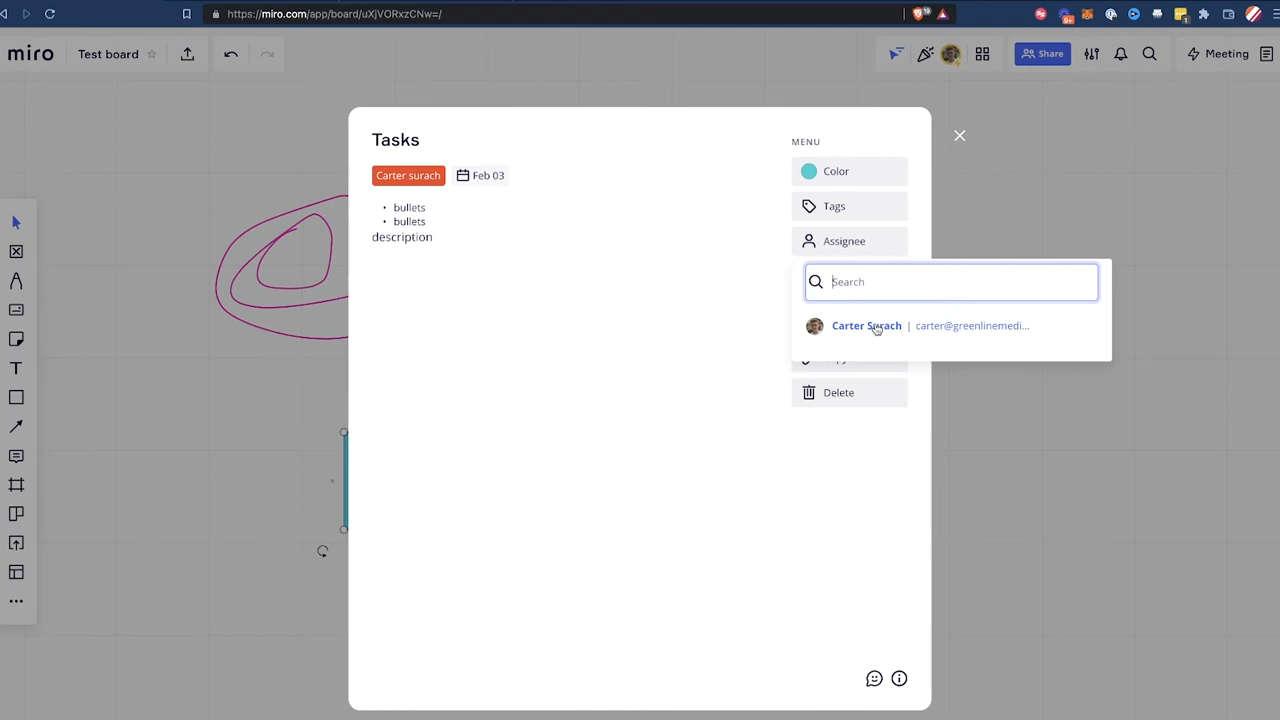 https://miro.com/app/board/uXjVORxzCNw=/
miro
Test board
Share
Meeting
Tasks
MENU
Carter surach
Feb 03
Color
• bullets
• bullets
description
Tags
Assignee
Search
Carter Surach | carter@greenlinemedi...
Delete